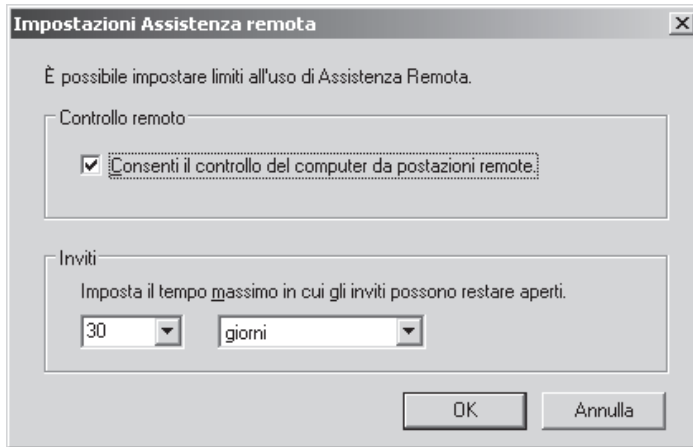 Impostazioni Assistenza remota
È possibile impostare limiti all'uso di Assistenza Remota.
Controllo remoto
Consenti il controllo del computer da postazioni remote.
Inviti
Imposta il tempo massimo in cui gli inviti possono restare aperti.
30 giorni
OK Annulla